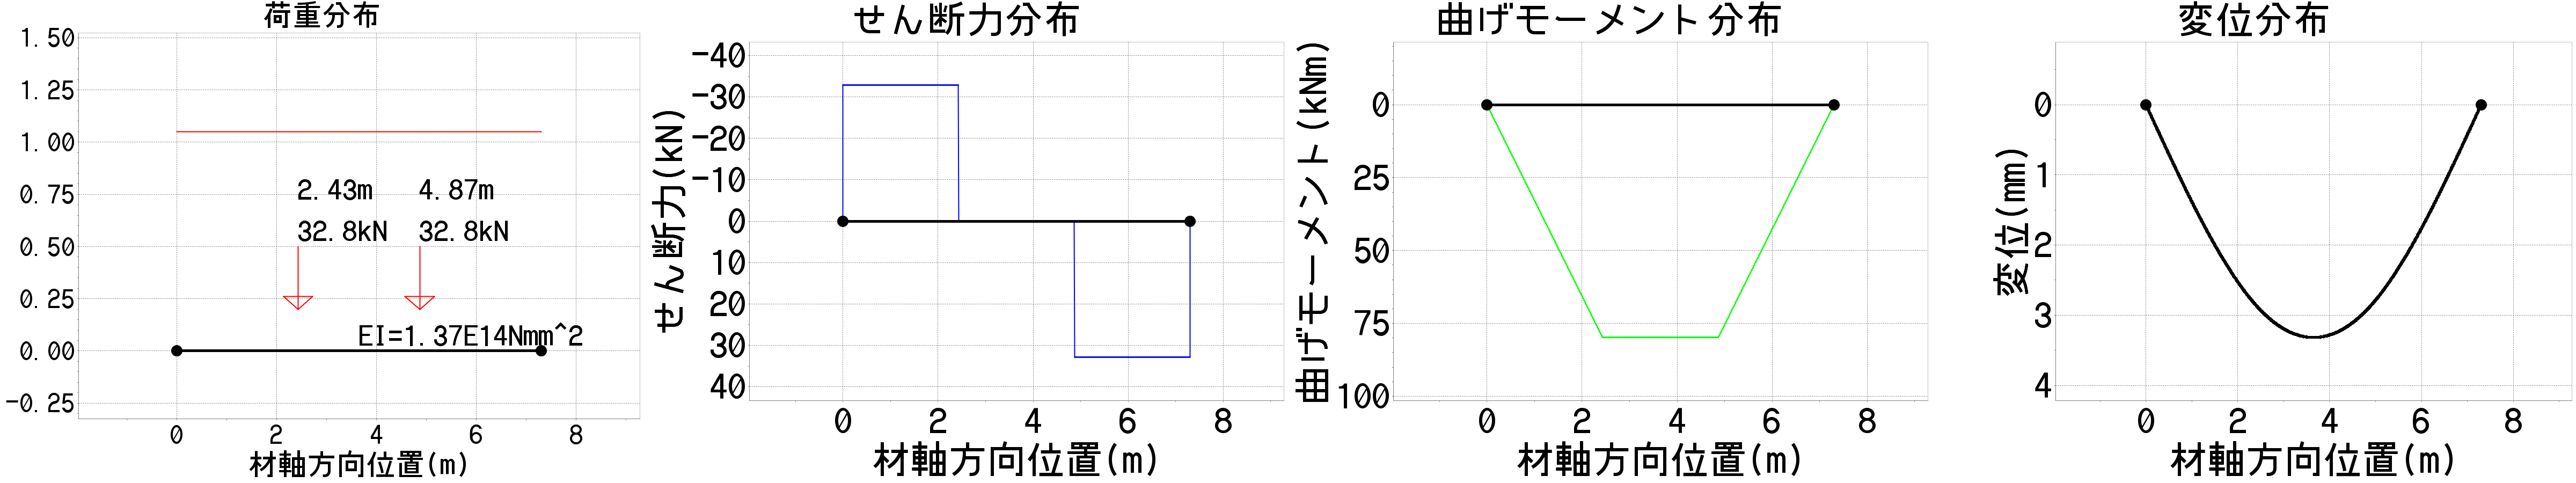 荷重分布
1.50
1.25
1.00
0.75
0.50
0.25
0.00
-0.25
2.43m
4.87m
32.8kN
32.8kN
EI=1.37E14Nmm^2
0 2 4 6 8
材軸方向位置(m)
せん断力分布
せん断力(kN)
-40
-30
-20
-10
0
10
20
30
40
0 2 4 6 8
材軸方向位置(m)
曲げモーメント分布
曲げモーメント(kNm)
0
25
50
75
100
0 2 4 6 8
材軸方向位置(m)
変位分布
変位(mm)
0
1
2
3
4
0 2 4 6 8
材軸方向位置(m)